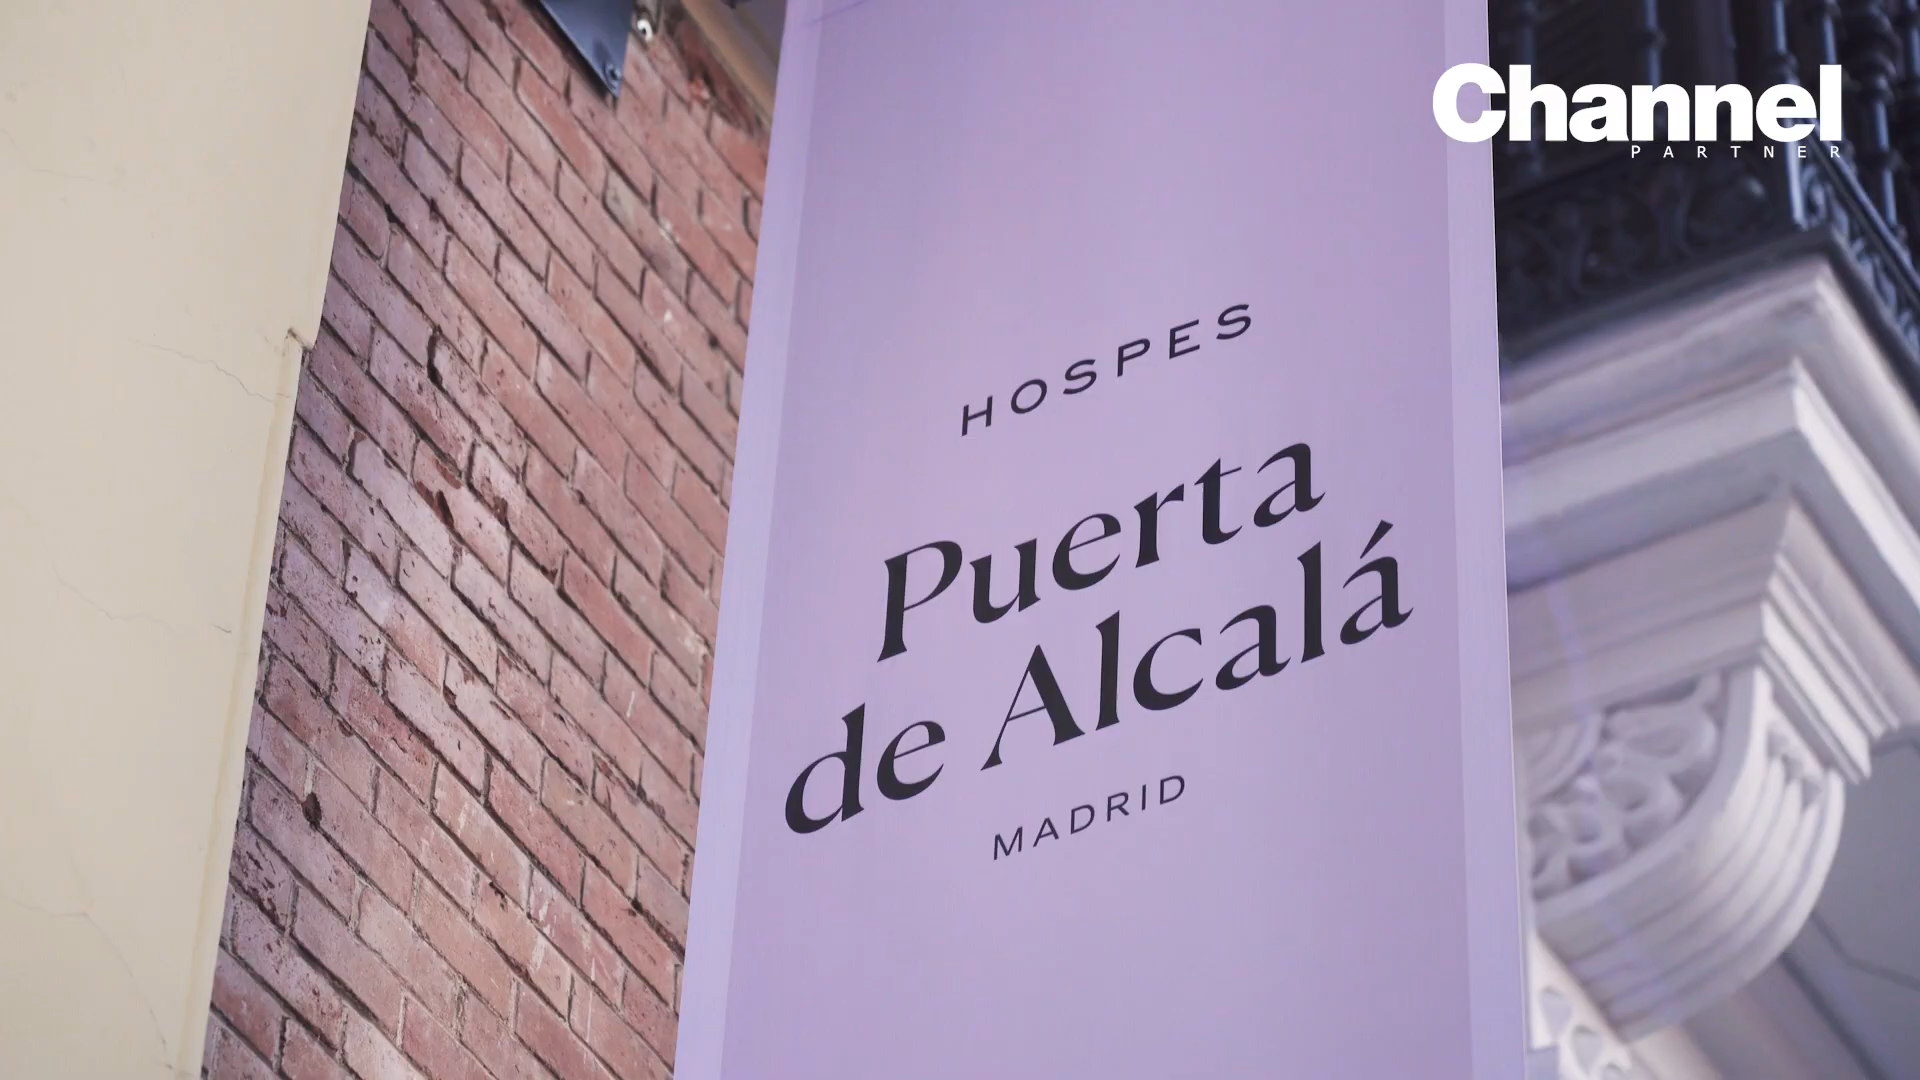 Channel
PARTNER
HOSPES
Puerta
de Alcalá
MADRID